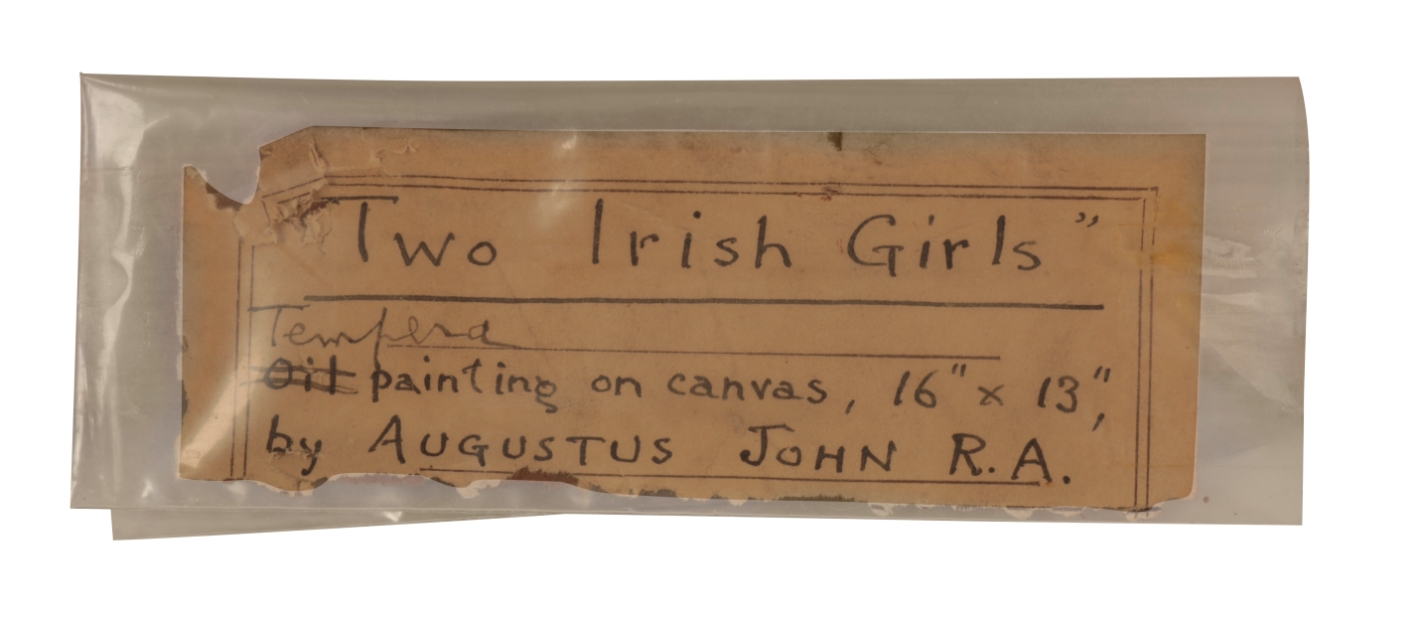 Two Irish Girls"
Tempera
Oil painting on canvas, 16" x 13",
by AUGUSTUS JOHN R.A.